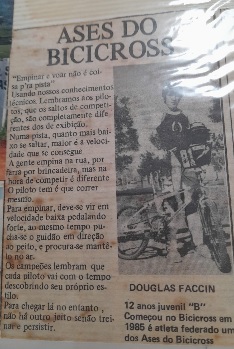 ASES DO
BICICROSS
"Empinar e voar não é coi
sa p'ra pista"
Usando nossos conhecimentos
técnicos. Lembramos aos pilo
tos, que os saltos de competi-
ção, são completamente dife
rentes dos de exibição.
Numa pista, quanto mais bai-
xo se saltar, maior é a veloci-
dade que se consegue
A gente empina na rua, por
farra por brincadeira, mas na
hora de competir é diferente
O piloto tem é que correr
mesmo.
Para empinar, deve-se vir em
velocidade baixa pedalando
forte, ao mesmo tempo pu-
cha-se o guidão em direção
ao peito, e procura-se mantê-
lo no ar.
Os campeões lembram que
cada piloto vai com o tempo
descobrindo seu próprio es-
tilo.
Para chegar lá no entanto,
não há outro jeito senão trei-
nar e persistir.
DOUGLAS FACCIN
12 anos juvenil "B"
Começou no Bicicross em
1985 é atleta federado um
dos Ases do Bicicross